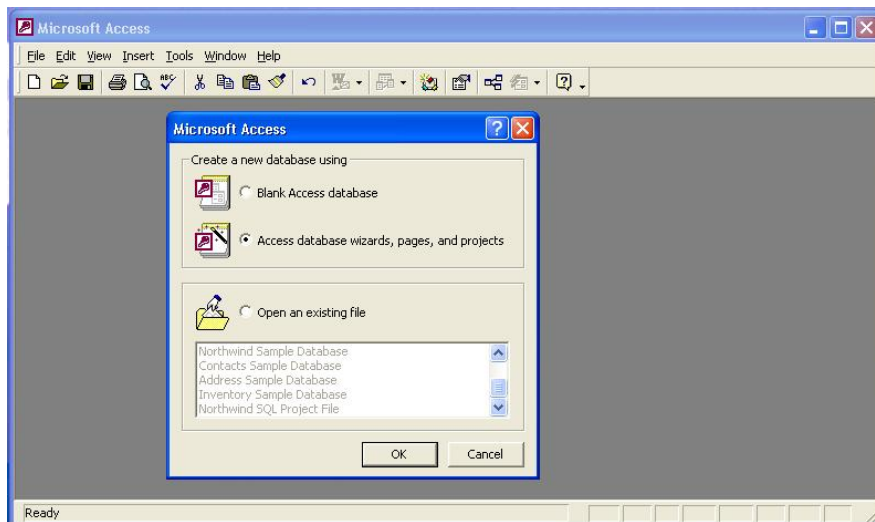 Microsoft Access
File Edit View Insert Tools Window Help
Microsoft Access
Create a new database using
Blank Access database
Access database wizards, pages, and projects
Open an existing file
Northwind Sample Database
Contacts Sample Database
Address Sample Database
Inventory Sample Database
Northwind SQL Project File
OK Cancel
Ready